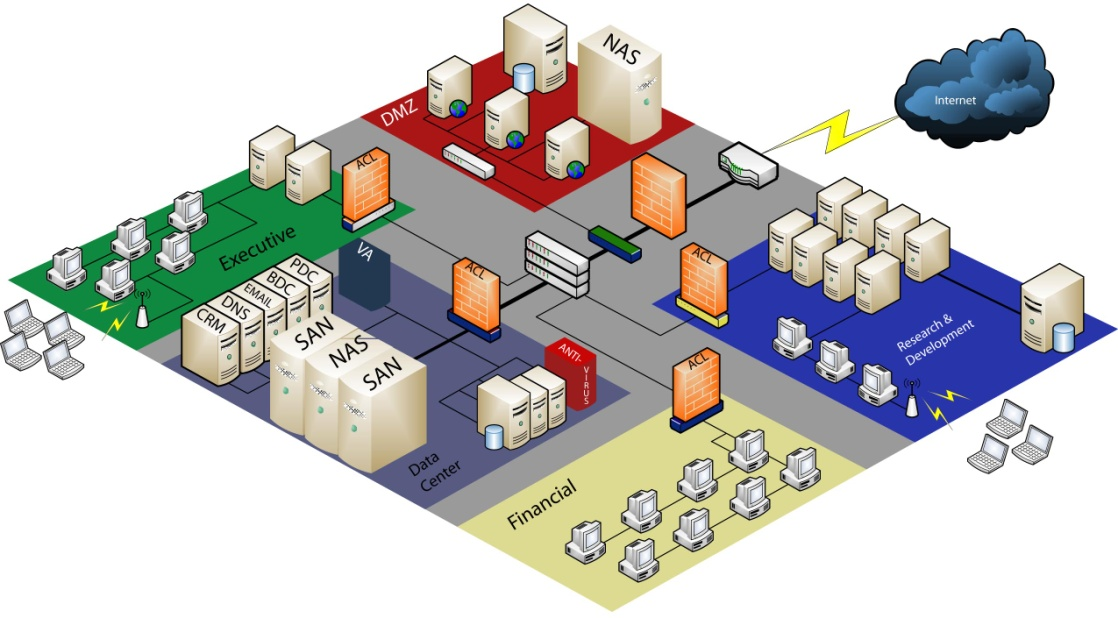 NAS
DMZ
Internet
ACL
Executive
VA
ACL
ACL
PDC
BDC
EMAIL
DNS
CRM
SAN
NAS
SAN
ANTI-
VIRUS
Research &
Development
ACL
Data
Center
Financial